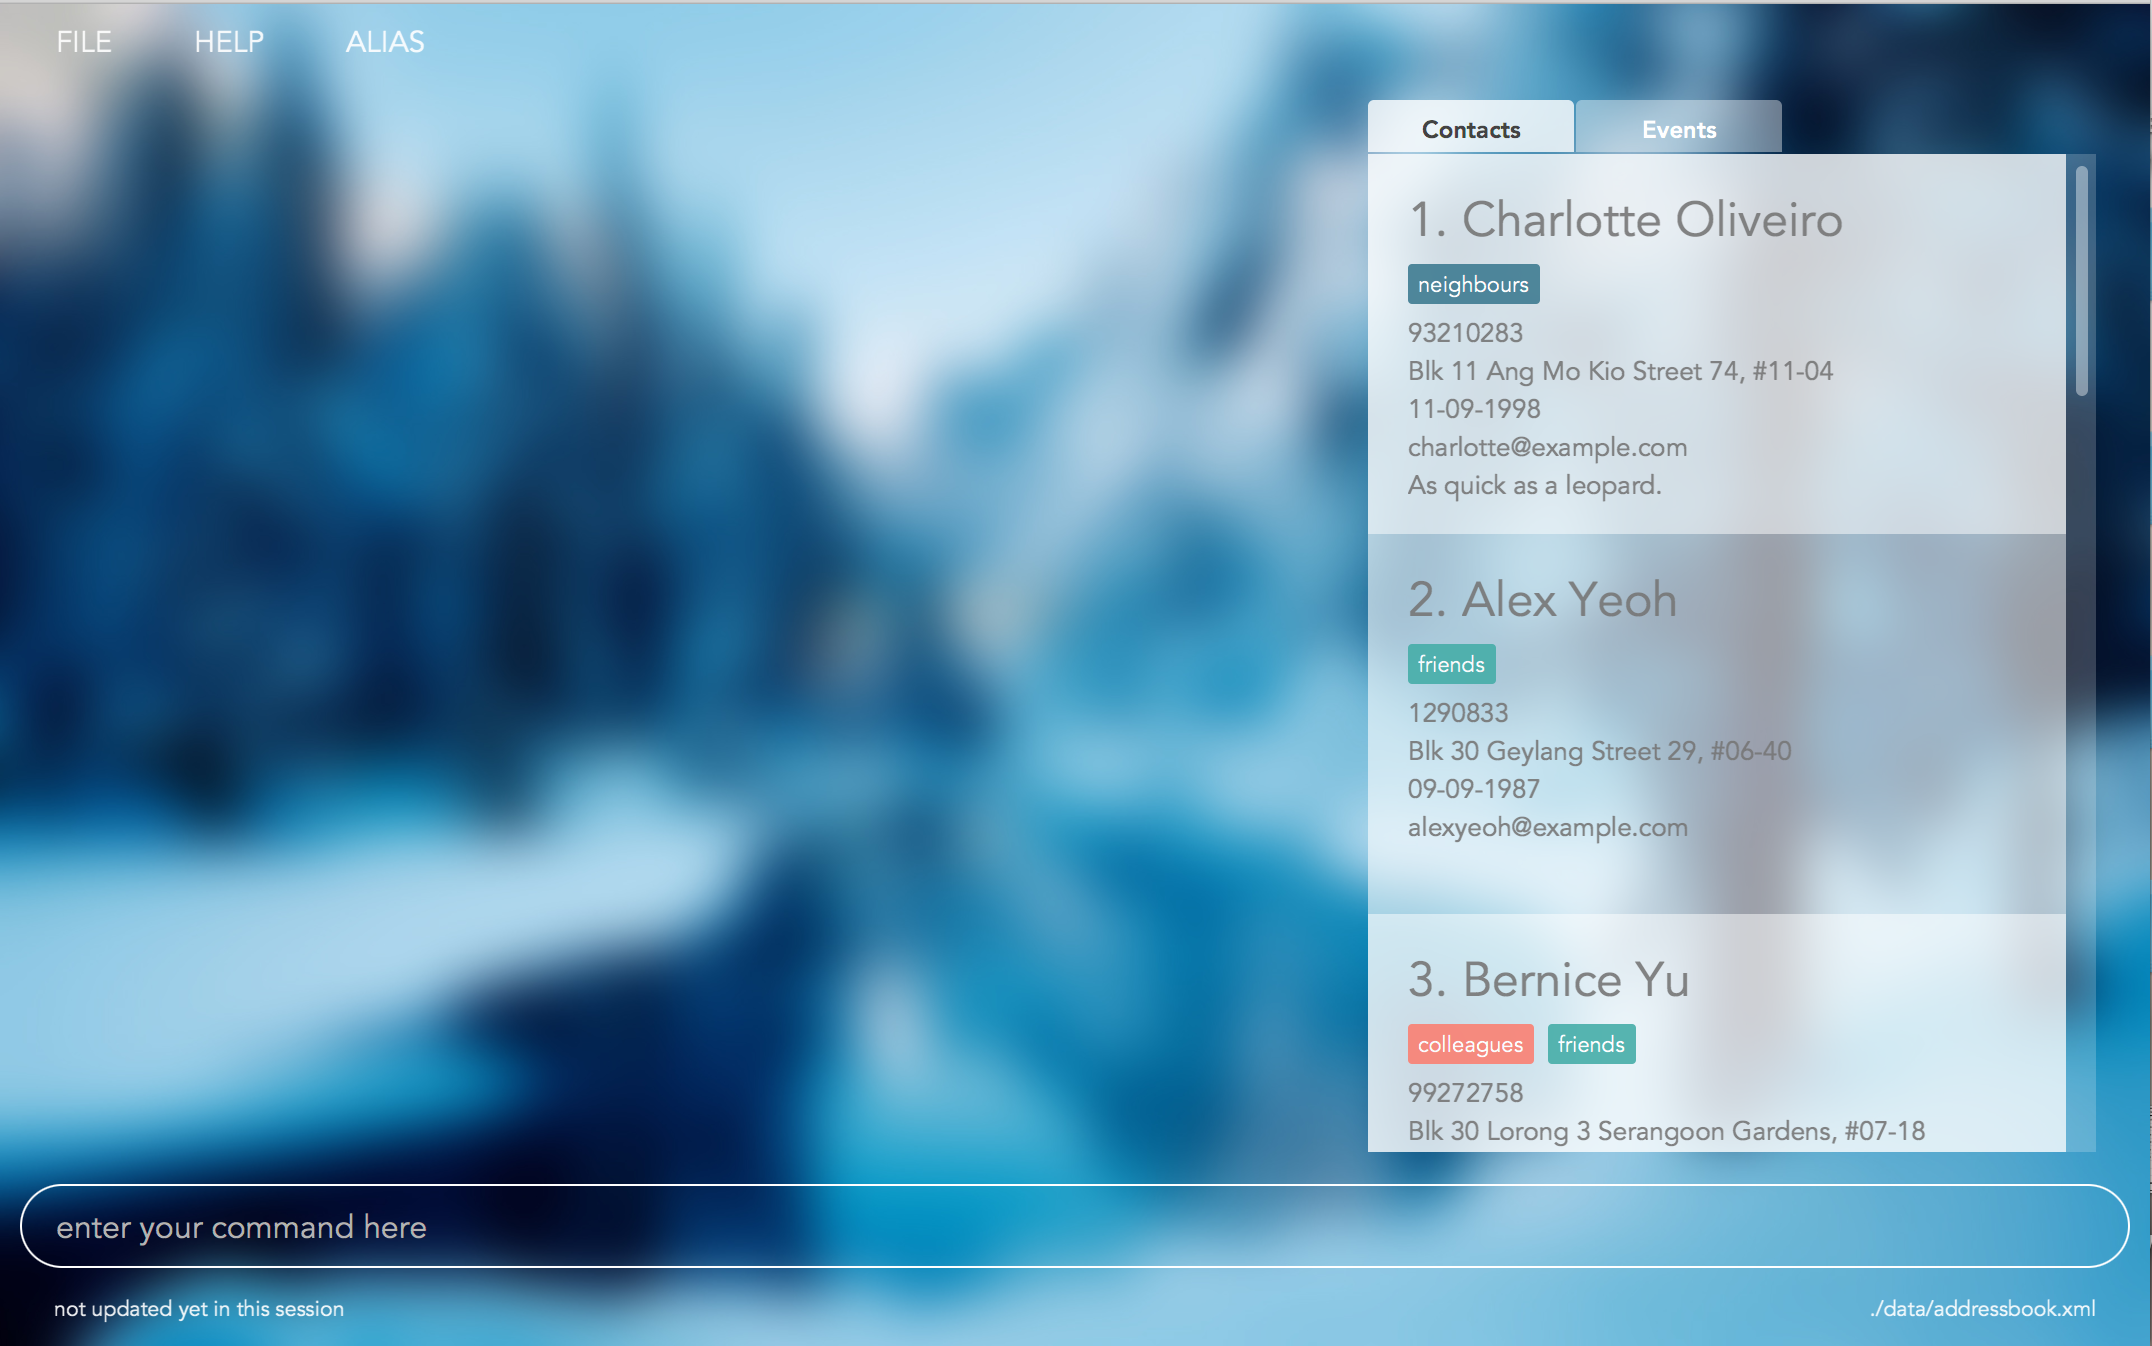 FILE HELP ALIAS
Contacts Events
1. Charlotte Oliveiro
neighbours
93210283
Blk 11 Ang Mo Kio Street 74, #11-04
11-09-1998
charlotte@example.com
As quick as a leopard.
2. Alex Yeoh
friends
1290833
Blk 30 Geylang Street 29, #06-40
09-09-1987
alexyeoh@example.com
3. Bernice Yu
colleagues friends
99272758
Blk 30 Lorong 3 Serangoon Gardens, #07-18
enter your command here
not updated yet in this session ./data/addressbook.xml